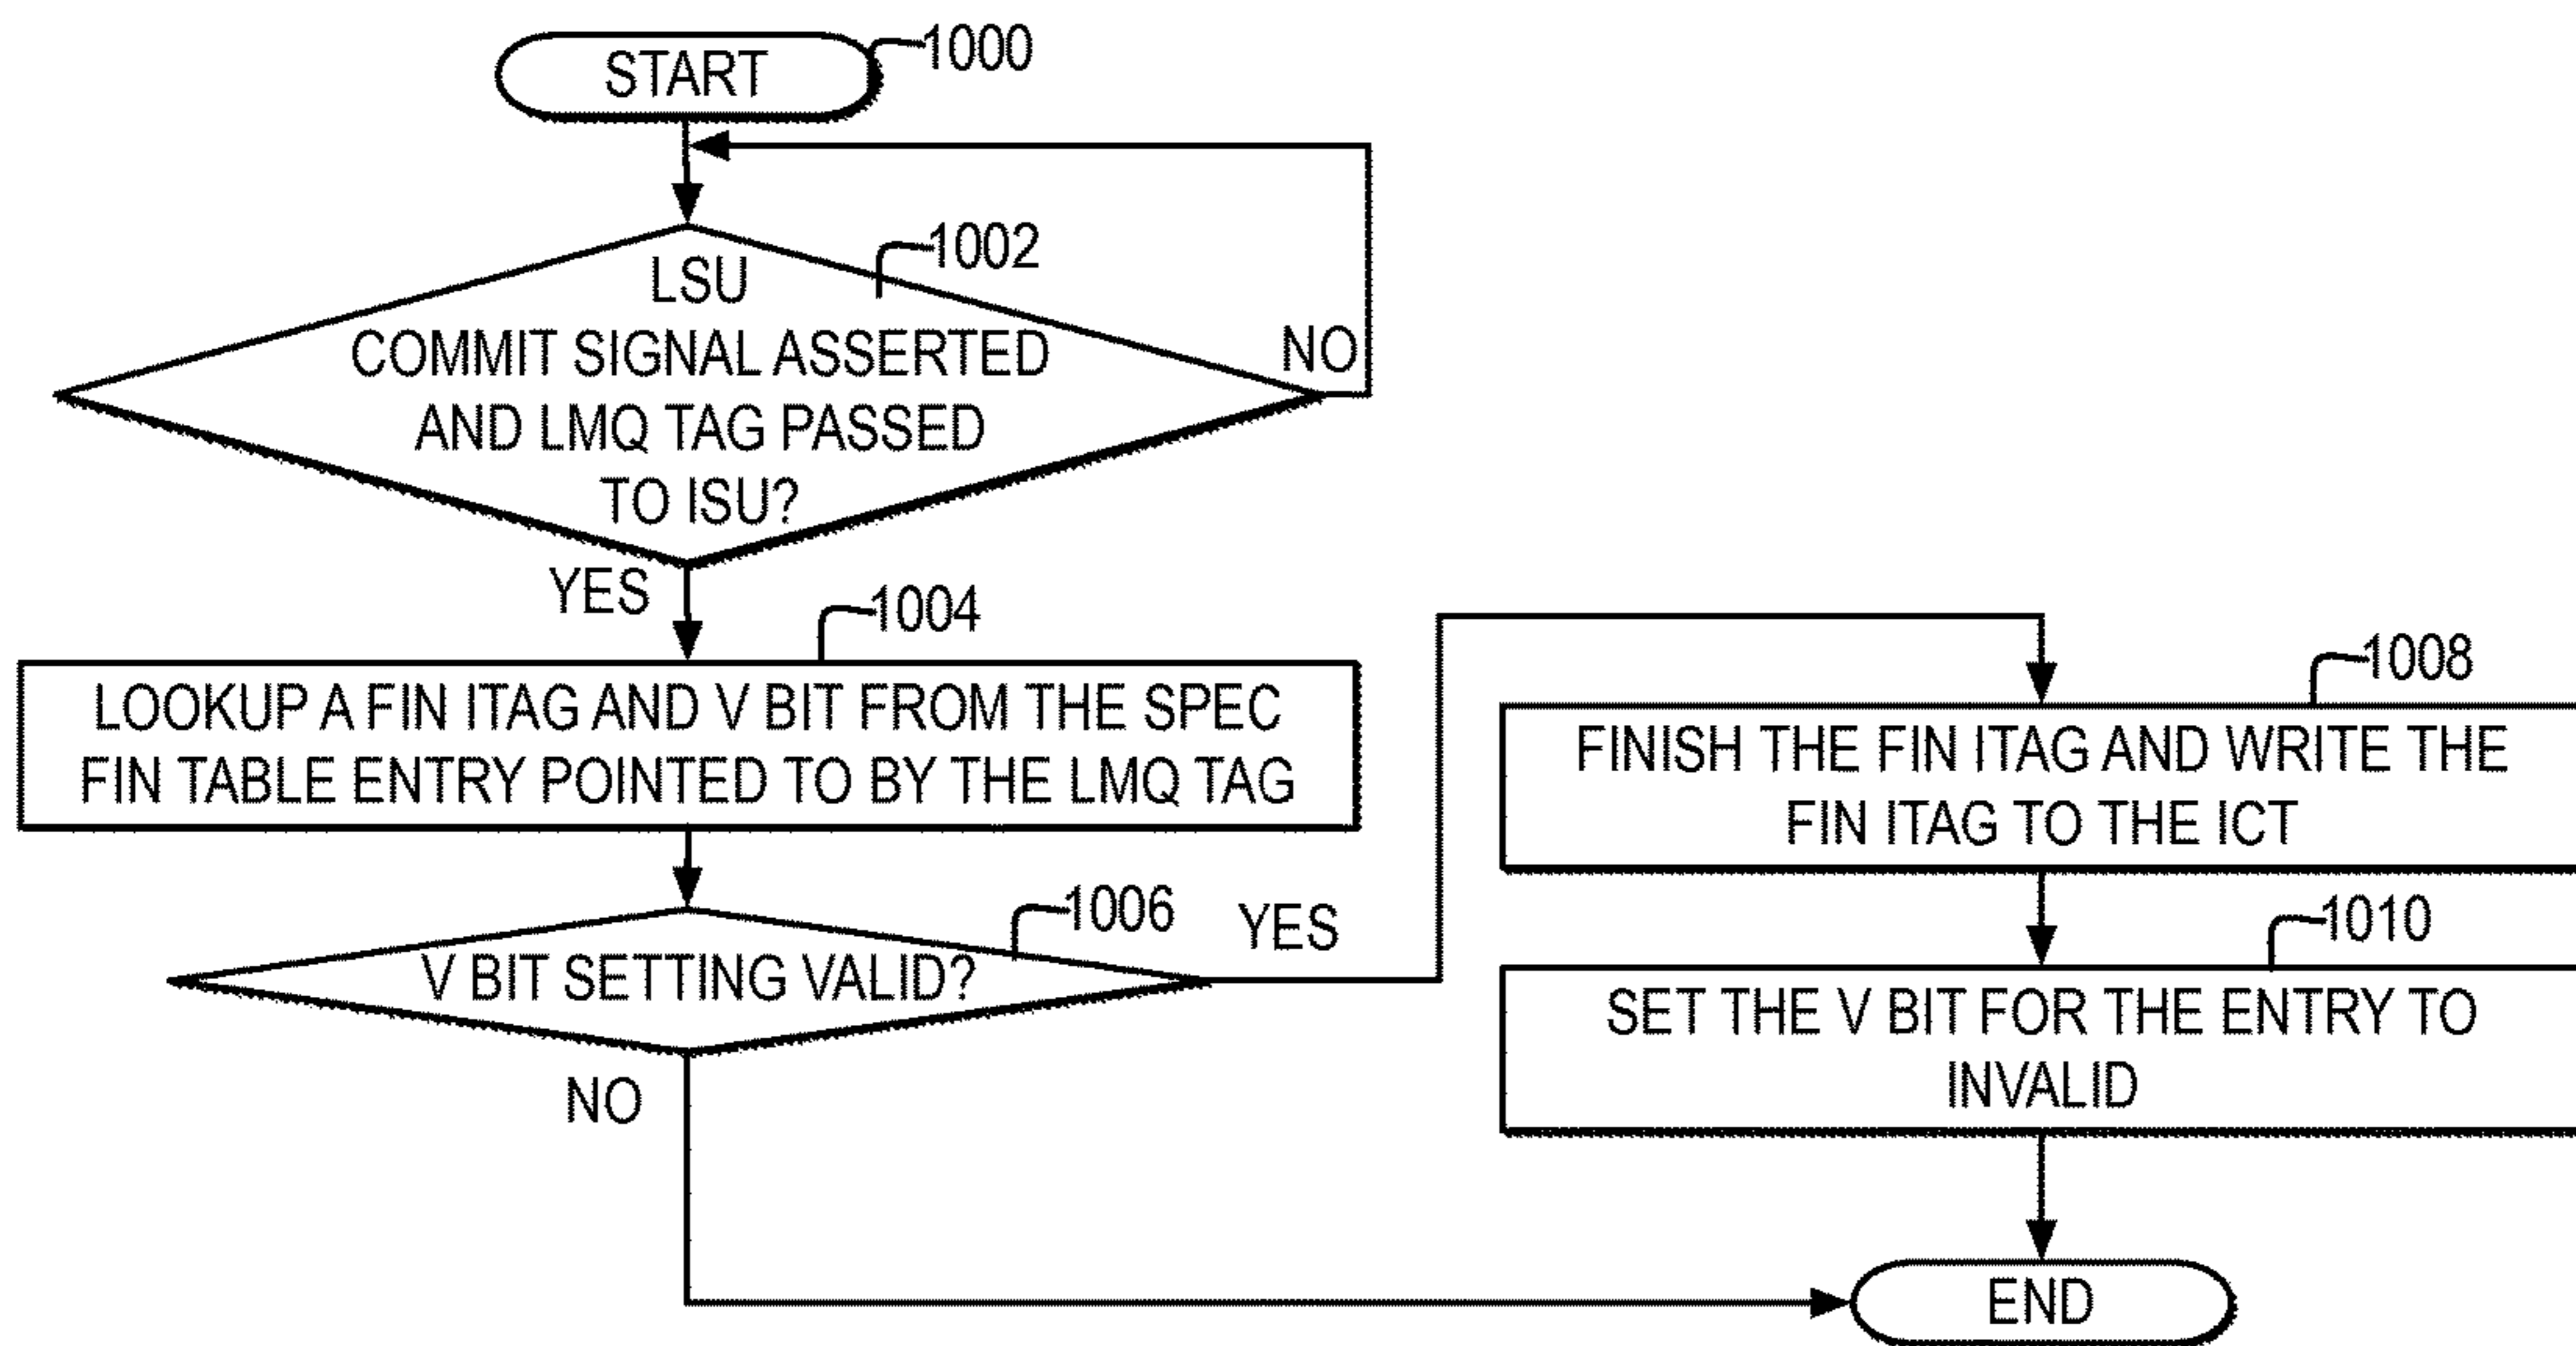 START
1000
1002
LSU
COMMIT SIGNAL ASSERTED
AND LMQ TAG PASSED
TO ISU?
NO
YES
1004
LOOKUP A FIN ITAG AND V BIT FROM THE SPEC
FIN TABLE ENTRY POINTED TO BY THE LMQ TAG
1006
V BIT SETTING VALID?
YES
NO
1008
FINISH THE FIN ITAG AND WRITE THE
FIN ITAG TO THE ICT
1010
SET THE V BIT FOR THE ENTRY TO
INVALID
END